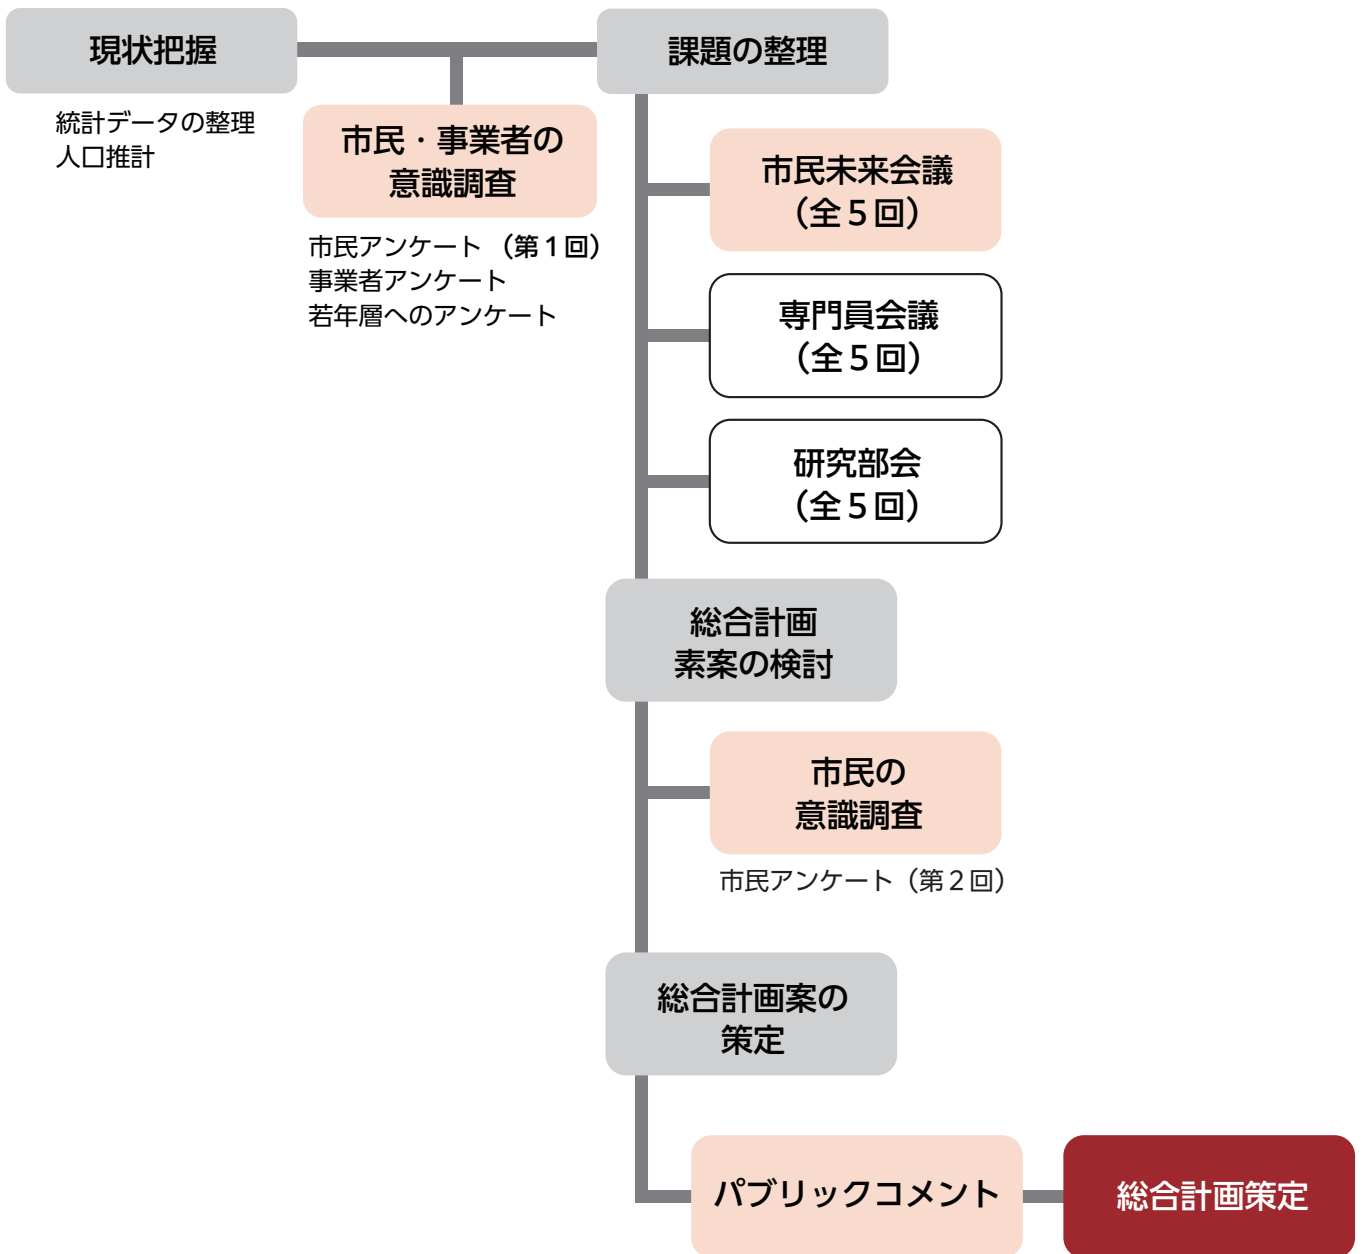 現状把握
統計データの整理
人口推計
市民・事業者の
意識調査
市民アンケート（第１回）
事業者アンケート
若年層へのアンケート
課題の整理
市民未来会議
（全５回）
専門員会議
（全５回）
研究部会
（全５回）
総合計画
素案の検討
市民の
意識調査
市民アンケート（第２回）
総合計画案の
策定
パブリックコメント
総合計画策定